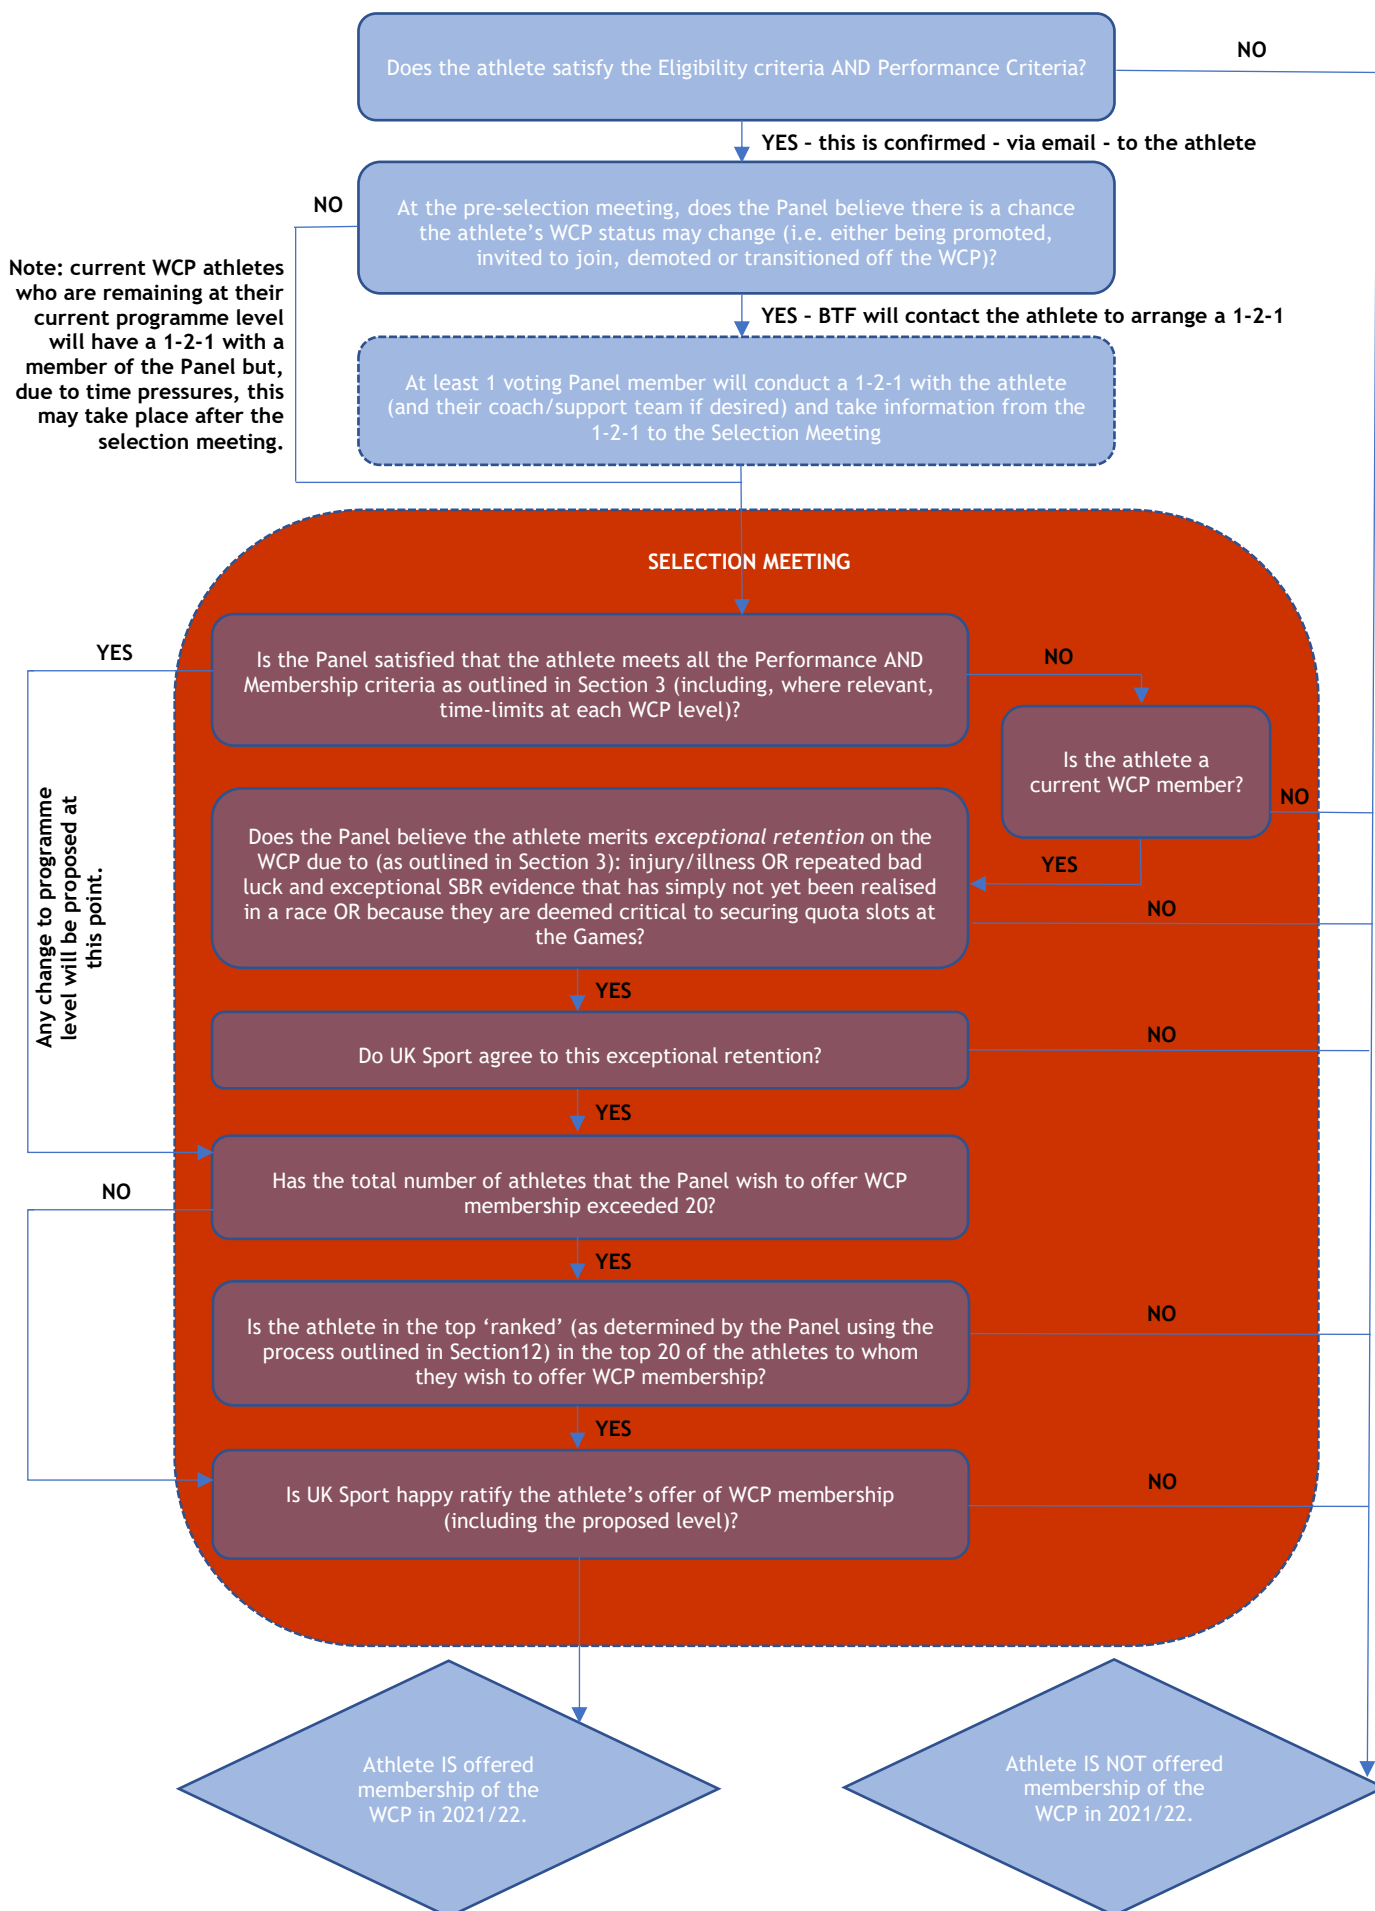 Does the athlete satisfy the Eligibility criteria AND Performance Criteria?
NO
YES – this is confirmed - via email - to the athlete
NO
At the pre-selection meeting, does the Panel believe there is a chance
the athlete's WCP status may change (i.e. either being promoted,
invited to join, demoted or transitioned off the WCP)?
Note: current WCP athletes
who are remaining at their
current programme level
will have a 1-2-1 with a
member of the Panel but,
due to time pressures, this
may take place after the
selection meeting.
YES – BTF will contact the athlete to arrange a 1-2-1
At least 1 voting Panel member will conduct a 1-2-1 with the athlete
(and their coach/support team if desired) and take information from the
1-2-1 to the Selection Meeting
SELECTION MEETING
YES
Is the Panel satisfied that the athlete meets all the Performance AND
Membership criteria as outlined in Section 3 (including, where relevant,
time-limits at each WCP level)?
NO
Is the athlete a
current WCP member?
NO
YES
Any change to programme
level will be proposed at
this point.
Does the Panel believe the athlete merits exceptional retention on the
WCP due to (as outlined in Section 3): injury/illness OR repeated bad
luck and exceptional SBR evidence that has simply not yet been realised
in a race OR because they are deemed critical to securing quota slots at
the Games?
NO
YES
Do UK Sport agree to this exceptional retention?
NO
YES
Has the total number of athletes that the Panel wish to offer WCP
membership exceeded 20?
NO
YES
Is the athlete in the top ‘ranked’ (as determined by the Panel using the
process outlined in Section12) in the top 20 of the athletes to whom
they wish to offer WCP membership?
NO
YES
Is UK Sport happy ratify the athlete's offer of WCP membership
(including the proposed level)?
NO
Athlete IS offered
membership of the
WCP in 2021/22.
Athlete IS NOT offered
membership of the
WCP in 2021/22.